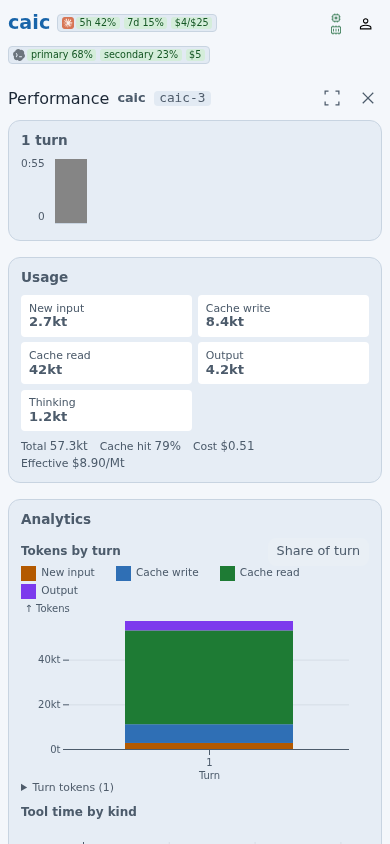 caic 5h 42% 7d 15% $4/$25
primary 68% secondary 23% $5
Performance caic caic-3
1 turn
0:55
0
Usage
New input
2.7kt
Cache write
8.4kt
Cache read
42kt
Output
4.2kt
Thinking
1.2kt
Total 57.3kt Cache hit 79% Cost $0.51
Effective $8.90/Mt
Analytics
Tokens by turn
Share of turn
New input Cache write Cache read
Output
↑ Tokens
40kt
20kt
0t
1
Turn
▶ Turn tokens (1)
Tool time by kind